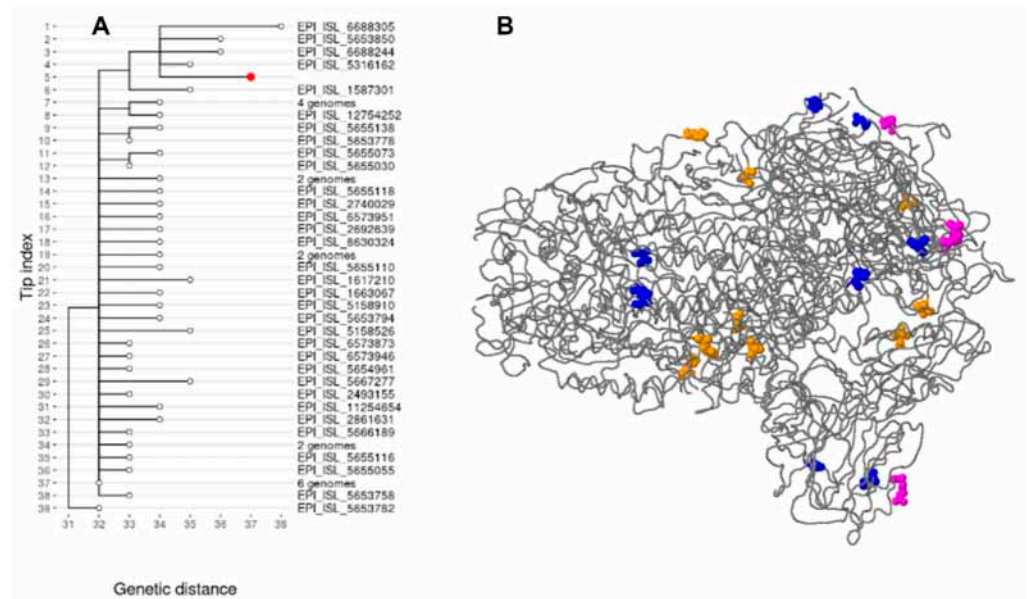 A
B
1
EPI_ISL_6688305
2
EPI_ISL_5653850
3
EPI_ISL_6688244
4
EPI_ISL_5316162
5
6
EPI_ISL_1587301
7
4 genomes
8
EPI_ISL_12754252
9
EPI_ISL_5655138
10
EPI_ISL_5653778
11
EPI_ISL_5655073
12
EPI_ISL_5655030
13
2 genomes
14
EPI_ISL_5655118
15
EPI_ISL_2740029
16
EPI_ISL_6573951
17
EPI_ISL_2692639
18
EPI_ISL_8630324
19
2 genomes
20
EPI_ISL_5655110
21
EPI_ISL_1617210
22
EPI_ISL_1663067
23
EPI_ISL_5158910
24
EPI_ISL_5653794
25
EPI_ISL_5158526
26
EPI_ISL_6573873
27
EPI_ISL_6573946
28
EPI_ISL_5654961
29
EPI_ISL_5667277
30
EPI_ISL_2493155
31
EPI_ISL_11254654
32
EPI_ISL_2861631
33
EPI_ISL_5666189
34
2 genomes
35
EPI_ISL_5655116
36
EPI_ISL_5655055
37
6 genomes
38
EPI_ISL_5653758
39
EPI_ISL_5653782
Tip index
31 32 33 34 35 36 37 38
Genetic distance